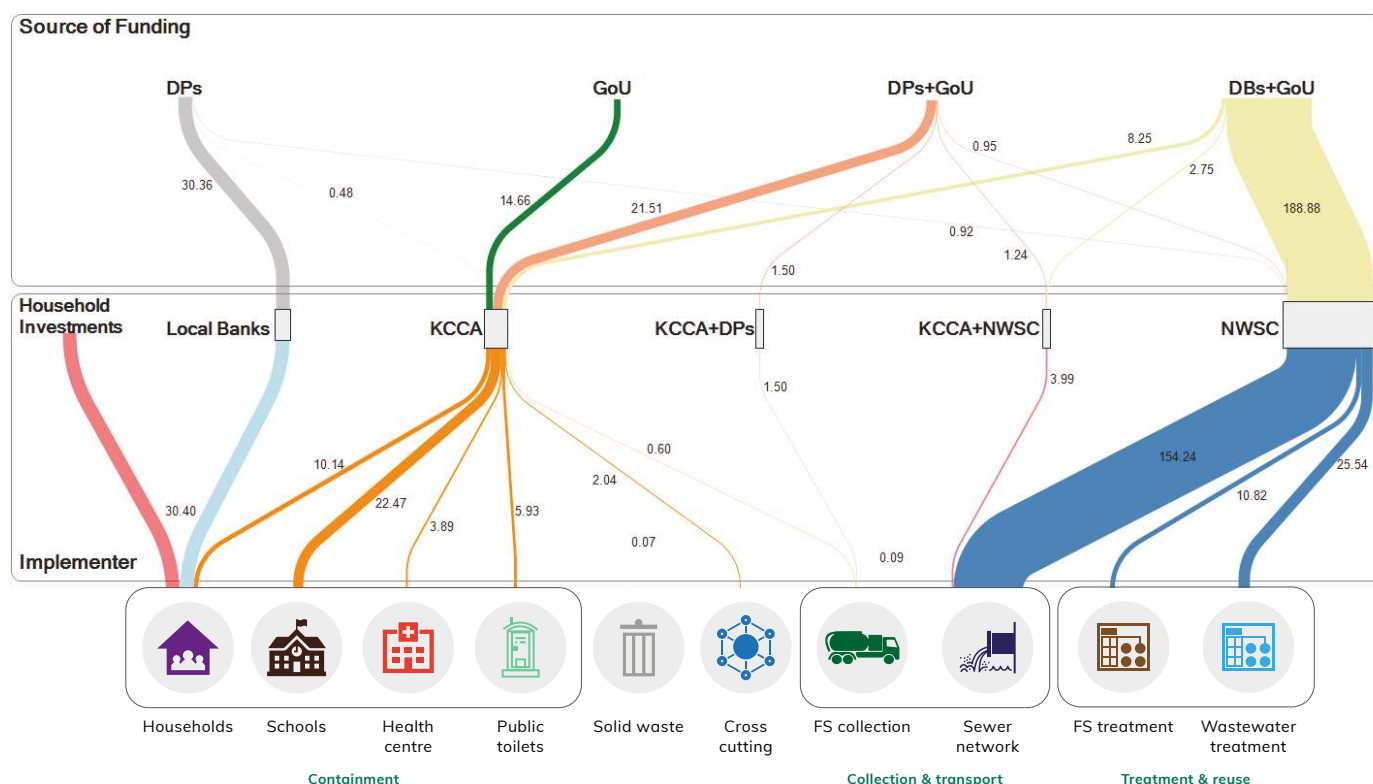 Source of Funding
DPs
GoU
DPs+GoU
DBs+GoU
8.25
0.95
2.75
30.36
0.48
14.66
21.51
188.88
0.92
1.24
1.50
Household
Investments
Local Banks
KCCA
KCCA+DPs
KCCA+NWSC
NWSC
1.50
3.99
0.60
10.14
154.24
25.54
2.04
22.47
10.82
30.40
3.89
5.93
0.07
0.09
Implementer
Households
Schools
Health
centre
Public
toilets
Solid waste
Cross
cutting
FS collection
Sewer
network
FS treatment
Wastewater
treatment
Containment
Collection & transport
Treatment & reuse